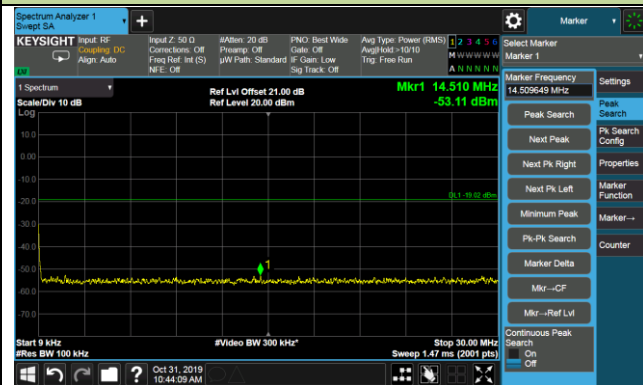 Spectrum Analyzer 1
Swept SA
Marker
KEYSIGHT Input: RF
Coupling: DC
Align: Auto
Input Z: 50 Ω
Corrections: Off
Freq Ref: Int (S)
NFE: Off
#Atten: 20 dB
Preamp: Off
µW Path: Standard
PNO: Best Wide
Gate: Off
IF Gain: Low
Sig Track: Off
Avg Type: Power (RMS)
Avg|Hold:>10/10
Trig: Free Run
1 2 3 4 5 6
M W W W W W
A N N N N N
LW
Select Marker
Marker 1
1 Spectrum
Scale/Div 10 dB
Log
Ref Lvl Offset 21.00 dB
Ref Level 20.00 dBm
Mkr1 14.510 MHz
-53.11 dBm
10.0
0.00
-10.0
-20.0
-30.0
-40.0
-50.0
-60.0
-70.0
DL1 -19.02 dBm
1
Start 9 kHz
#Res BW 100 kHz
#Video BW 300 kHz*
Stop 30.00 MHz
Sweep 1.47 ms (2001 pts)
Marker Frequency
14.509649 MHz
Peak Search
Next Peak
Next Pk Right
Next Pk Left
Minimum Peak
Pk-Pk Search
Marker Delta
Mkr→CF
Mkr→Ref Lvl
Continuous Peak
Search
On
Off
Settings
Peak
Search
Pk Search
Config
Properties
Marker
Function
Marker→
Counter
?
Oct 31, 2019
10:44:09 AM